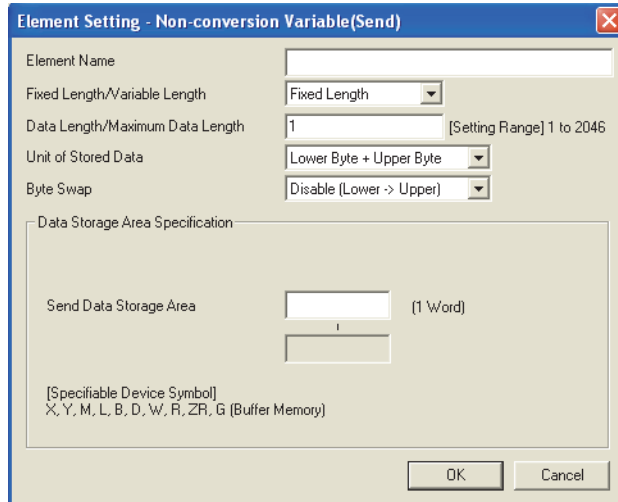 Element Setting - Non-conversion Variable(Send)
Element Name
Fixed Length/Variable Length Fixed Length
Data Length/Maximum Data Length 1 [Setting Range] 1 to 2046
Unit of Stored Data Lower Byte + Upper Byte
Byte Swap Disable (Lower -> Upper)
Data Storage Area Specification
Send Data Storage Area (1 Word)
[Specifiable Device Symbol]
X, Y, M, L, B, D, W, R, ZR, G (Buffer Memory)
OK Cancel